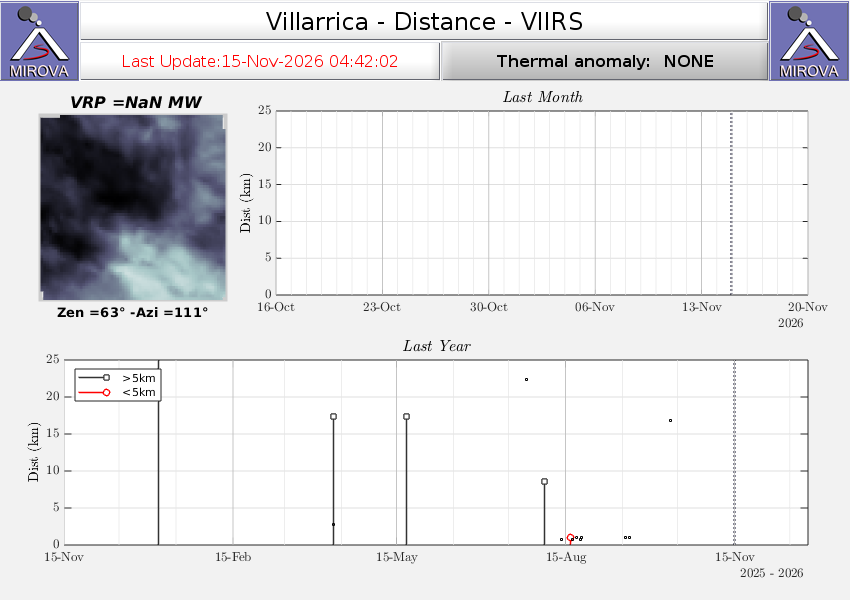 Villarrica - Distance - VIIRS
MIROVA
Last Update:15-Nov-2026 04:42:02
Thermal anomaly: NONE
MIROVA
VRP =NaN MW
Zen =63° -Azi =111°
Last Month
Dist (km)
25
20
15
10
5
0
16-Oct 23-Oct 30-Oct 06-Nov 13-Nov 20-Nov
2026
Last Year
Dist (km)
25
20
15
10
5
0
>5km
<5km
15-Nov 15-Feb 15-May 15-Aug 15-Nov
2025 - 2026